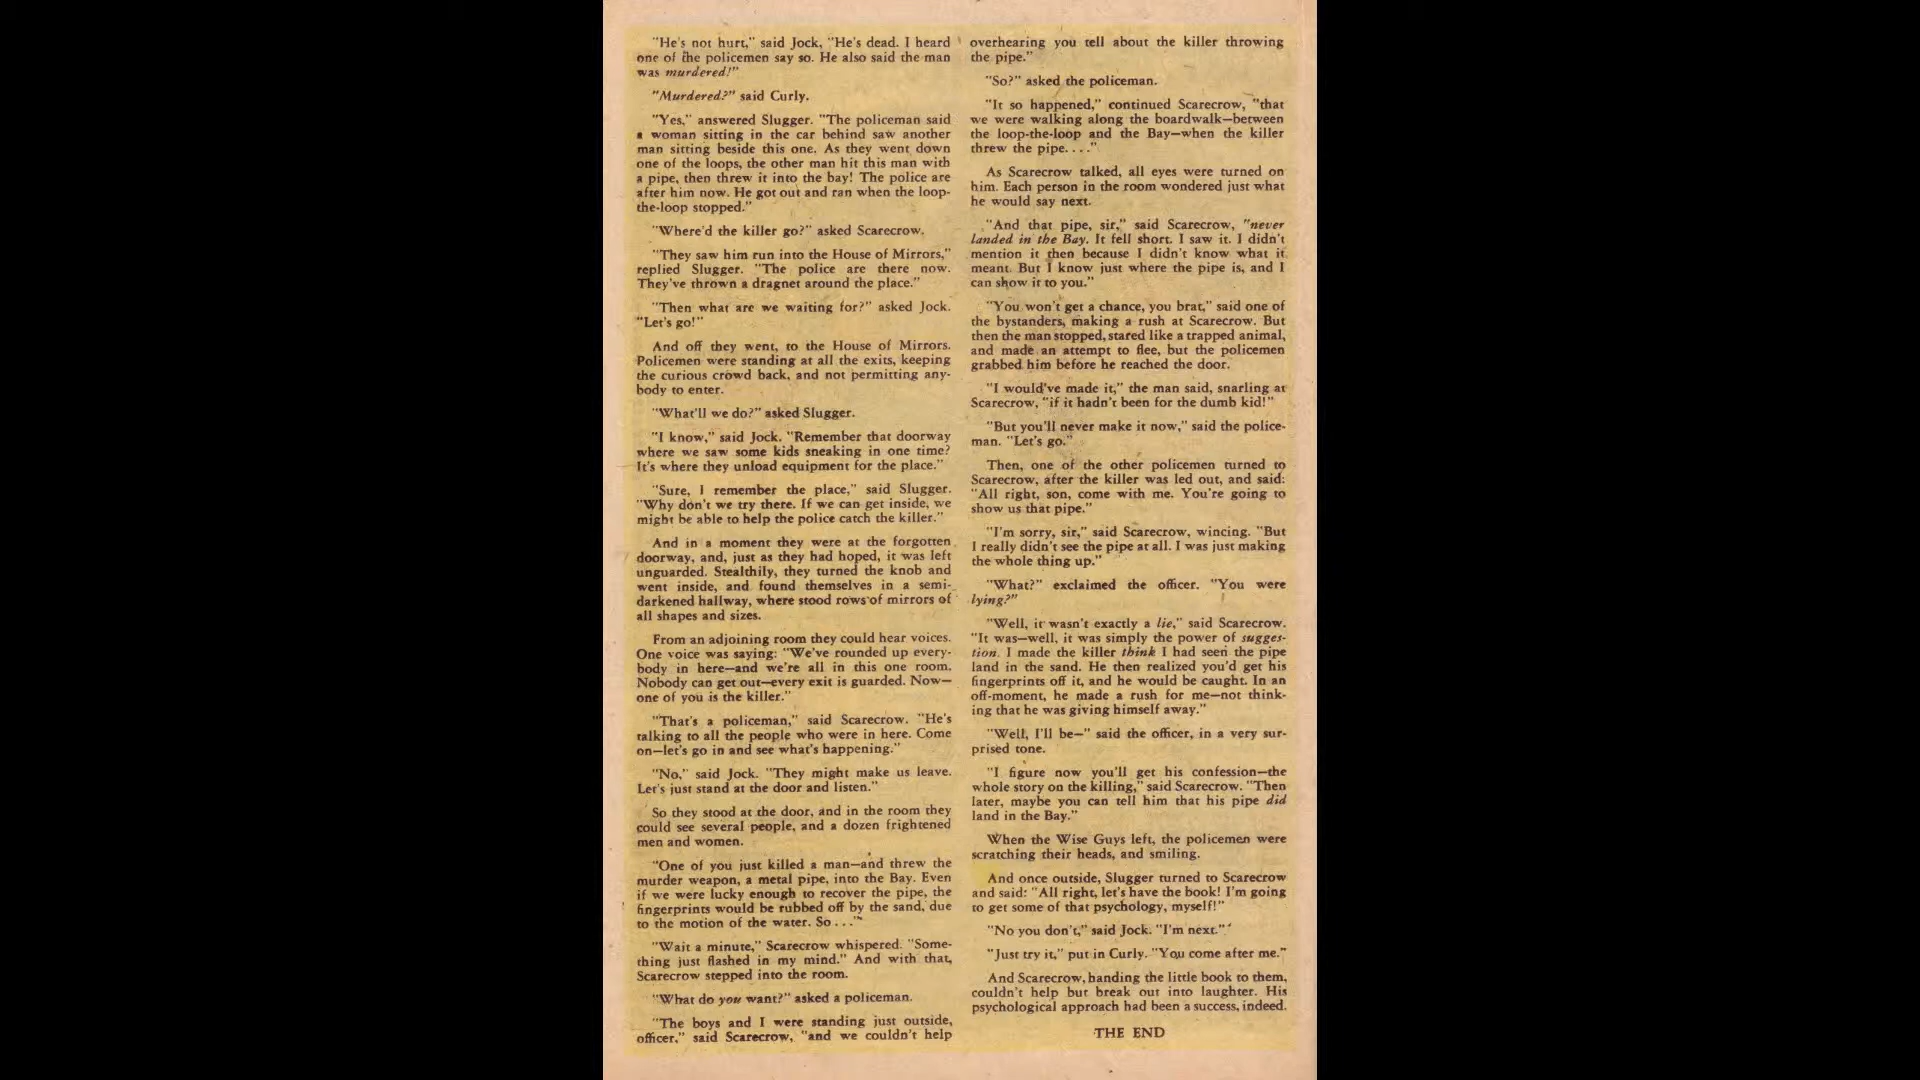 "He's not hurt," said Jock, "He's dead. I heard
one of the policemen say so. He also said the man
was murdered!"
"Murdered?" said Curly.
"Yes," answered Slugger. "The policeman said
a woman sitting in the car behind saw another
man sitting beside this one. As they went down
one of the loops, the other man hit this man with
a pipe, then threw it into the bay! The police are
after him now. He got out and ran when the loop-
the-loop stopped."
"Where'd the killer go?" asked Scarecrow.
"They saw him run into the House of Mirrors,"
replied Slugger. "The police are there now.
They've thrown a dragnet around the place."
"Then what are we waiting for?" asked Jock.
"Let's go!"
And off they went, to the House of Mirrors.
Policemen were standing at all the exits, keeping
the curious crowd back, and not permitting any-
body to enter.
"What'll we do?" asked Slugger.
"I know," said Jock. "Remember that doorway
where we saw some kids sneaking in one time?
It's where they unload equipment for the place."
"Sure, I remember the place," said Slugger.
"Why don't we try there. If we can get inside, we
might be able to help the police catch the killer."
And in a moment they were at the forgotten
doorway, and, just as they had hoped, it was left
unguarded. Stealthily, they turned the knob and
went inside, and found themselves in a semi-
darkened hallway, where stood rows of mirrors of
all shapes and sizes.
From an adjoining room they could hear voices.
One voice was saying: "We've rounded up every-
body in here—and we're all in this one room.
Nobody can get out—every exit is guarded. Now—
one of you is the killer."
"That's a policeman," said Scarecrow. "He's
talking to all the people who were in here. Come
on—let's go in and see what's happening."
"No," said Jock. "They might make us leave.
Let's just stand at the door and listen."
So they stood at the door, and in the room they
could see several people, and a dozen frightened
men and women.
"One of you just killed a man—and threw the
murder weapon, a metal pipe, into the Bay. Even
if we were lucky enough to recover the pipe, the
fingerprints would be rubbed off by the sand, due
to the motion of the water. So . . ."
"Wait a minute," Scarecrow whispered. "Some-
thing just flashed in my mind." And with that,
Scarecrow stepped into the room.
"What do you want?" asked a policeman.
"The boys and I were standing just outside,
officer," said Scarecrow, "and we couldn't help
overhearing you tell about the killer throwing
the pipe."
"So?" asked the policeman.
"It so happened," continued Scarecrow, "that
we were walking along the boardwalk—between
the loop-the-loop and the Bay—when the killer
threw the pipe. . . ."
As Scarecrow talked, all eyes were turned on
him. Each person in the room wondered just what
he would say next.
"And that pipe, sir," said Scarecrow, "never
landed in the Bay. It fell short. I saw it. I didn't
mention it then because I didn't know what it
meant. But I know just where the pipe is, and I
can show it to you."
"You won't get a chance, you brat," said one of
the bystanders, making a rush at Scarecrow. But
then the man stopped, stared like a trapped animal,
and made an attempt to flee, but the policemen
grabbed him before he reached the door.
"I would've made it," the man said, snarling at
Scarecrow, "if it hadn't been for the dumb kid!"
"But you'll never make it now," said the police-
man. "Let's go."
Then, one of the other policemen turned to
Scarecrow, after the killer was led out, and said:
"All right, son, come with me. You're going to
show us that pipe."
"I'm sorry, sir," said Scarecrow, wincing. "But
I really didn't see the pipe at all. I was just making
the whole thing up."
"What?" exclaimed the officer. "You were
lying?"
"Well, it wasn't exactly a lie," said Scarecrow.
"It was—well, it was simply the power of sugges-
tion. I made the killer think I had seen the pipe
land in the sand. He then realized you'd get his
fingerprints off it, and he would be caught. In an
off-moment, he made a rush for me—not think-
ing that he was giving himself away."
"Well, I'll be—" said the officer, in a very sur-
prised tone.
"I figure now you'll get his confession—the
whole story on the killing," said Scarecrow. "Then
later, maybe you can tell him that his pipe did
land in the Bay."
When the Wise Guys left, the policemen were
scratching their heads, and smiling.
And once outside, Slugger turned to Scarecrow
and said: "All right, let's have the book! I'm going
to get some of that psychology, myself!"
"No you don't," said Jock. "I'm next."
"Just try it," put in Curly. "You come after me."
And Scarecrow, handing the little book to them,
couldn't help but break out into laughter. His
psychological approach had been a success, indeed.
THE END